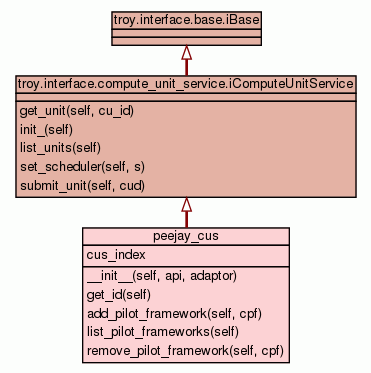 troy.interface.base.iBase
troy.interface.compute_unit_service.iComputeUnitService
get_unit(self, cu_id)
init_(self)
list_units(self)
set_scheduler(self, s)
submit_unit(self, cud)
peejay_cus
cus_index
__init__(self, api, adaptor)
get_id(self)
add_pilot_framework(self, cpf)
list_pilot_frameworks(self)
remove_pilot_framework(self, cpf)